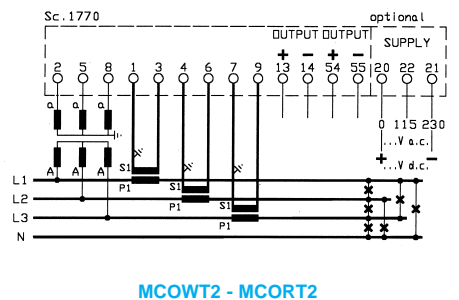 Sc.1770
optional
OUTPUT OUTPUT
SUPPLY
+ − + −
2 5 8 1 3 4 6 7 9 13 14 54 55 20 22 21
a a a
0 115 230
...V a.c.
+ −
...V d.c.
A A A
S1
P1
S1
P1
S1
P1
L1
L2
L3
N
MCOWT2 - MCORT2